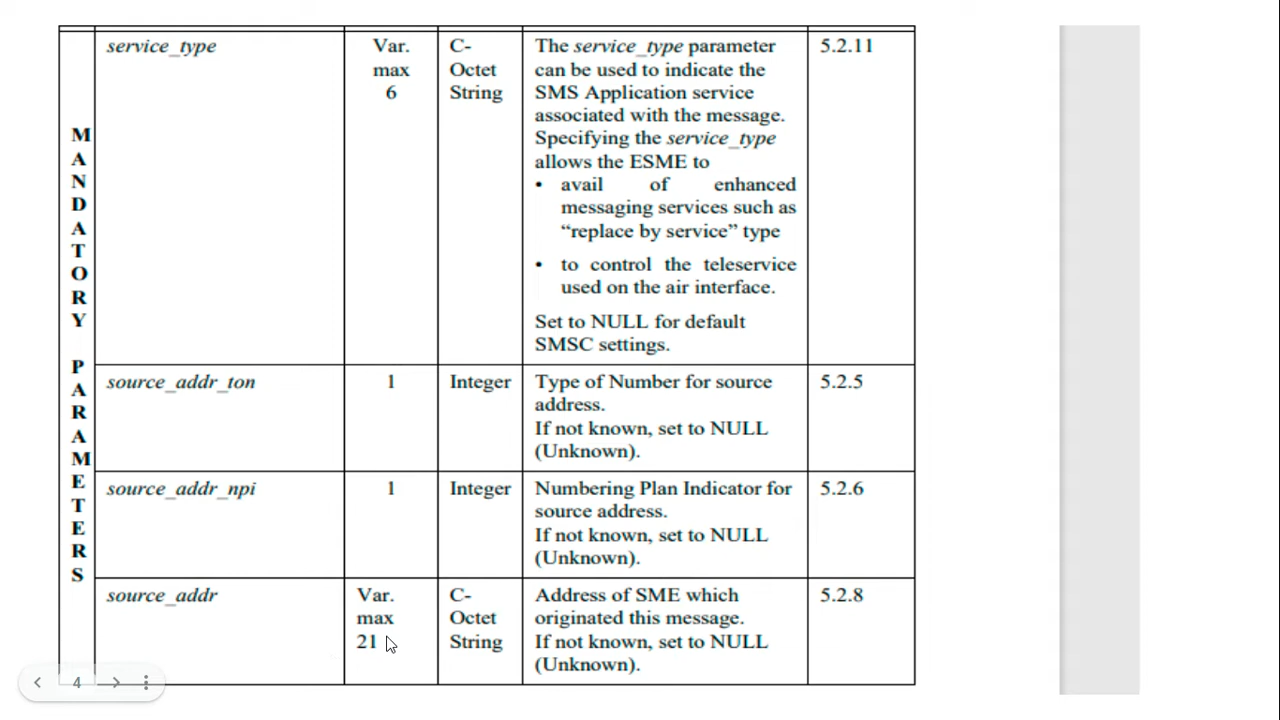 MANDATORY PARAMETERS
service_type
Var.
max
6
C-
Octet
String
The service_type parameter
can be used to indicate the
SMS Application service
associated with the message.
Specifying the service_type
allows the ESME to
• avail of enhanced
messaging services such as
“replace by service” type
• to control the teleservice
used on the air interface.
Set to NULL for default
SMSC settings.
5.2.11
source_addr_ton
1
Integer
Type of Number for source
address.
If not known, set to NULL
(Unknown).
5.2.5
source_addr_npi
1
Integer
Numbering Plan Indicator for
source address.
If not known, set to NULL
(Unknown).
5.2.6
source_addr
Var.
max
21
C-
Octet
String
Address of SME which
originated this message.
If not known, set to NULL
(Unknown).
5.2.8
4